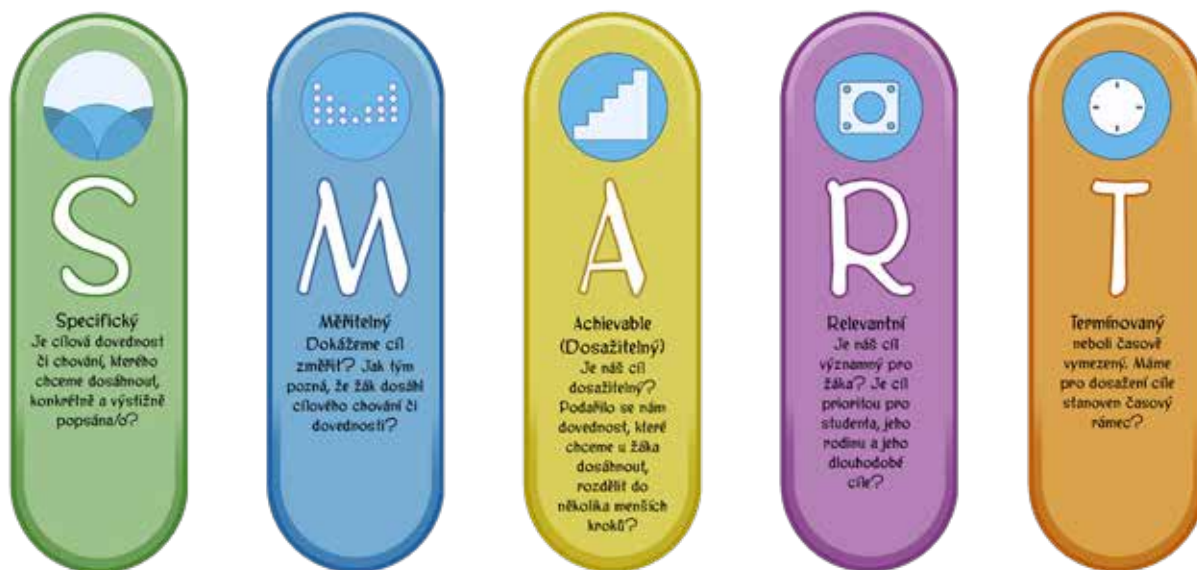 S
Specifický
Je cílová dovednost
či chování, kterého
chceme dosáhnout,
konkrétně a výstižně
popsána/o?
M
Měřitelný
Dokážeme cíl
změřit? Jak tým
pozná, že žák dosáhl
cílového chování či
dovednosti?
A
Achievable
(Dosažitelný)
Je náš cíl
dosažitelný?
Podařilo se nám
dovednost, které
chceme u žáka
dosáhnout,
rozdělit do
několika menších
kroků?
R
Relevantní
Je náš cíl
významný pro
žáka? Je cíl
prioritou pro
studenta, jeho
rodinu a jeho
dlouhodobé
cíle?
T
Termínovaný
neboli časově
vymezený. Máme
pro dosažení cíle
stanoven časový
rámec?